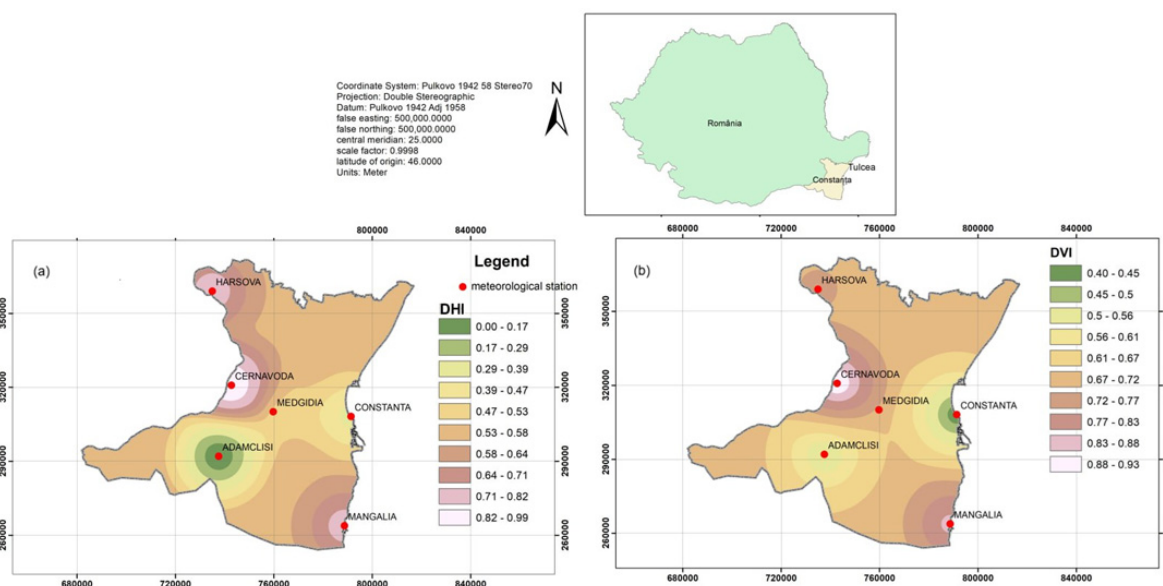 Coordinate System: Pulkovo 1942 58 Stereo70
Projection: Double Stereographic
Datum: Pulkovo 1942 Adj 1958
false easting: 500,000.0000
false northing: 500,000.0000
central meridian: 25.0000
scale factor: 0.9998
latitude of origin: 46.0000
Units: Meter
N
România
Tulcea
Constanța
800000 840000
(a)
Legend
meteorological station
DHI
0.00 - 0.17
0.17 - 0.29
0.29 - 0.39
0.39 - 0.47
0.47 - 0.53
0.53 - 0.58
0.58 - 0.64
0.64 - 0.71
0.71 - 0.82
0.82 - 0.99
HARSOVA
CERNAVODA
MEDGIDIA
CONSTANTA
ADAMCLISI
MANGALIA
350000 350000
320000 320000
290000 290000
260000 260000
680000 720000 760000 800000 840000
680000 720000 760000 800000 840000
(b)
DVI
0.40 - 0.45
0.45 - 0.5
0.5 - 0.56
0.56 - 0.61
0.61 - 0.67
0.67 - 0.72
0.72 - 0.77
0.77 - 0.83
0.83 - 0.88
0.88 - 0.93
HARSOVA
CERNAVODA
MEDGIDIA
CONSTANTA
ADAMCLISI
MANGALIA
350000
320000
290000
260000
680000 720000 760000 800000 840000